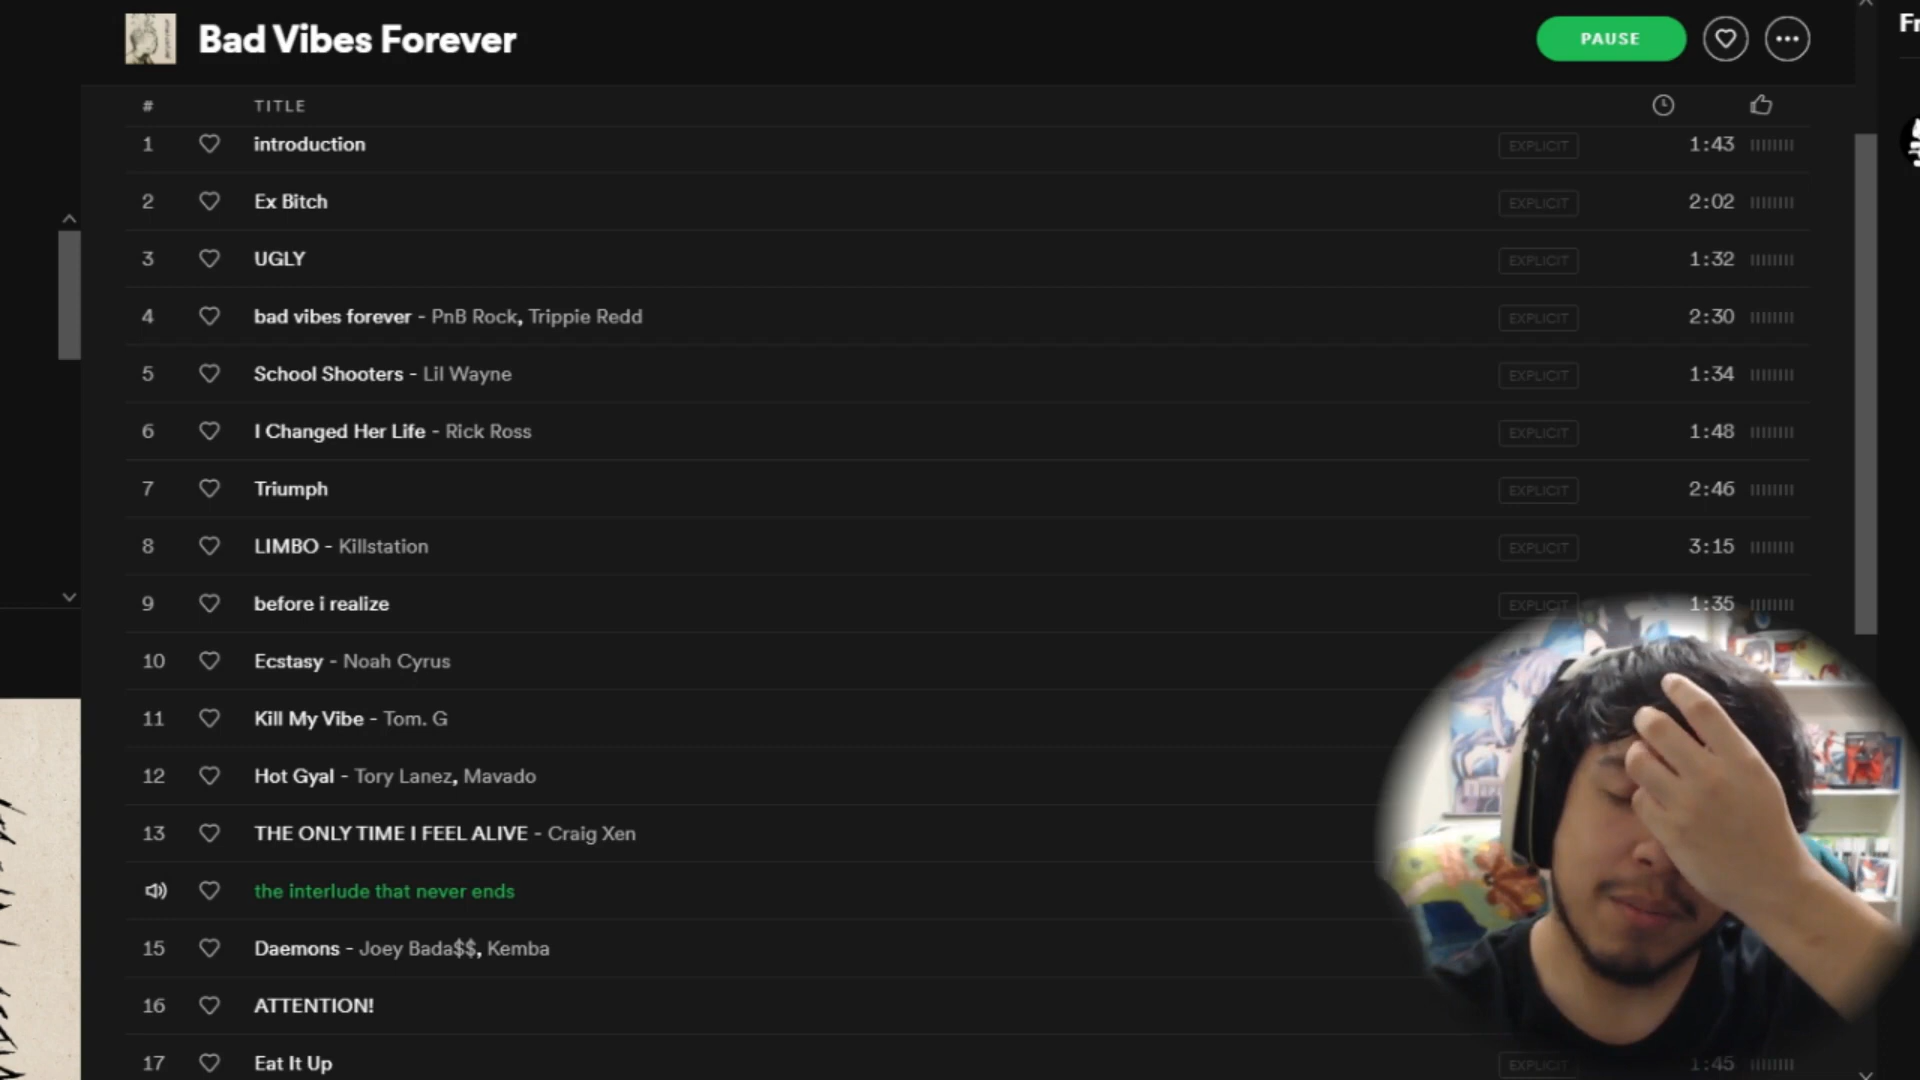 Bad Vibes Forever
PAUSE
Fr
# TITLE
1 introduction EXPLICIT 1:43
2 Ex Bitch EXPLICIT 2:02
3 UGLY EXPLICIT 1:32
4 bad vibes forever - PnB Rock, Trippie Redd EXPLICIT 2:30
5 School Shooters - Lil Wayne EXPLICIT 1:34
6 I Changed Her Life - Rick Ross EXPLICIT 1:48
7 Triumph EXPLICIT 2:46
8 LIMBO - Killstation EXPLICIT 3:15
9 before i realize EXPLICIT 1:35
10 Ecstasy - Noah Cyrus
11 Kill My Vibe - Tom. G
12 Hot Gyal - Tory Lanez, Mavado
13 THE ONLY TIME I FEEL ALIVE - Craig Xen
the interlude that never ends
15 Daemons - Joey Bada$$, Kemba
16 ATTENTION!
17 Eat It Up EXPLICIT 1:45